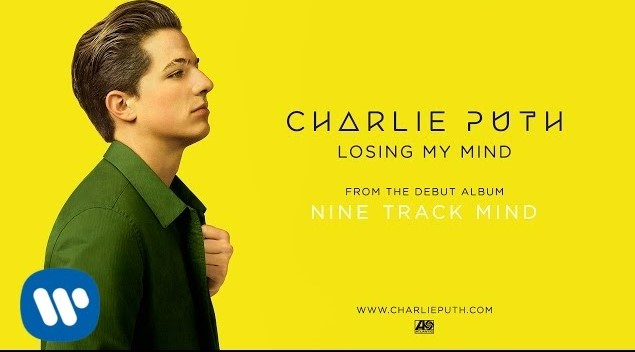 CHARLIE PUTH
LOSING MY MIND
FROM THE DEBUT ALBUM
NINE TRACK MIND
WWW.CHARLIEPUTH.COM